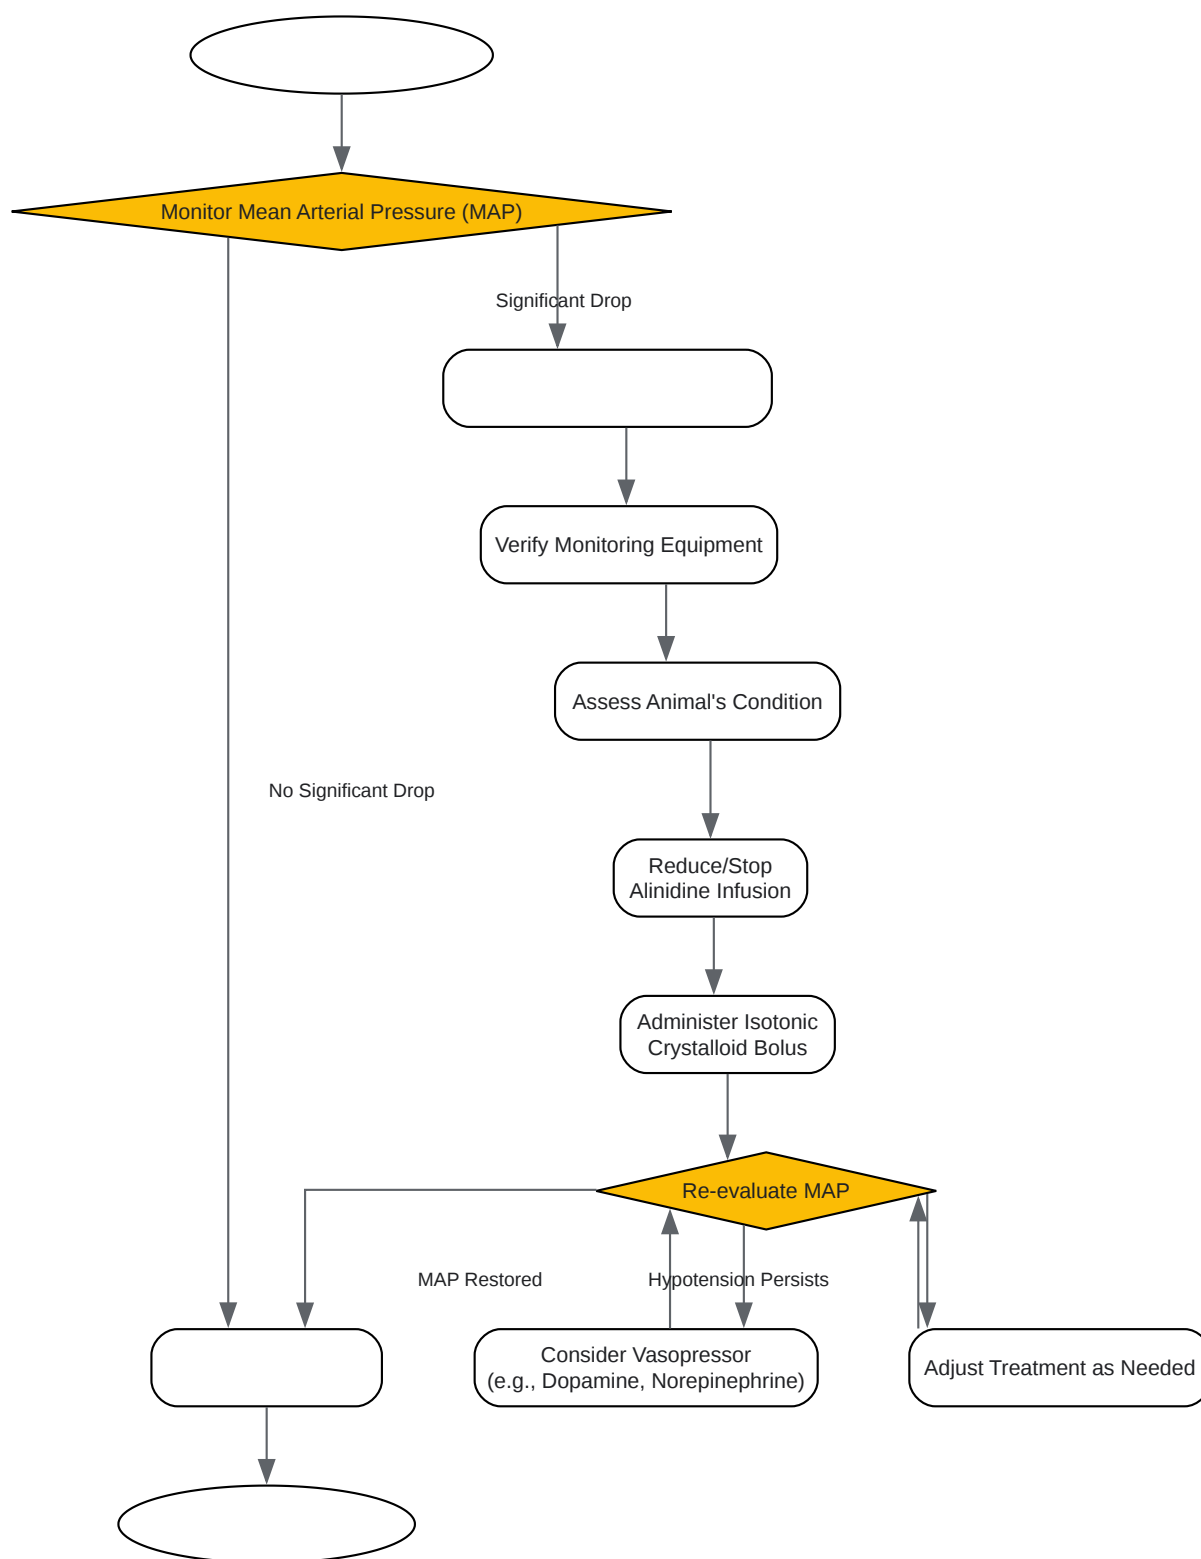 Monitor Mean Arterial Pressure (MAP)
Significant Drop
Verify Monitoring Equipment
Assess Animal's Condition
No Significant Drop
Reduce/Stop
Alinidine Infusion
Administer Isotonic
Crystalloid Bolus
Re-evaluate MAP
MAP Restored
Hypotension Persists
Consider Vasopressor
(e.g., Dopamine, Norepinephrine)
Adjust Treatment as Needed